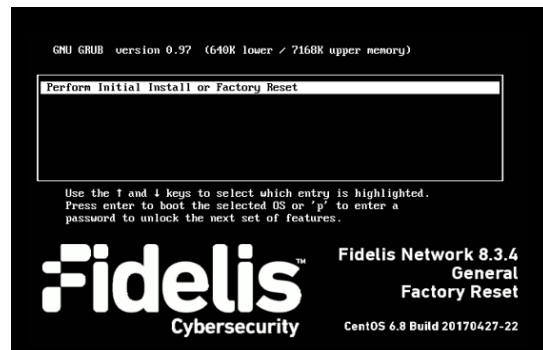 GNU GRUB  version 0.97  (640K lower / 7168K upper memory)
Perform Initial Install or Factory Reset
Use the ↑ and ↓ keys to select which entry is highlighted.
Press enter to boot the selected OS or 'p' to enter a
password to unlock the next set of features.
Fidelis™
Cybersecurity
Fidelis Network 8.3.4
General
Factory Reset
CentOS 6.8 Build 20170427-22